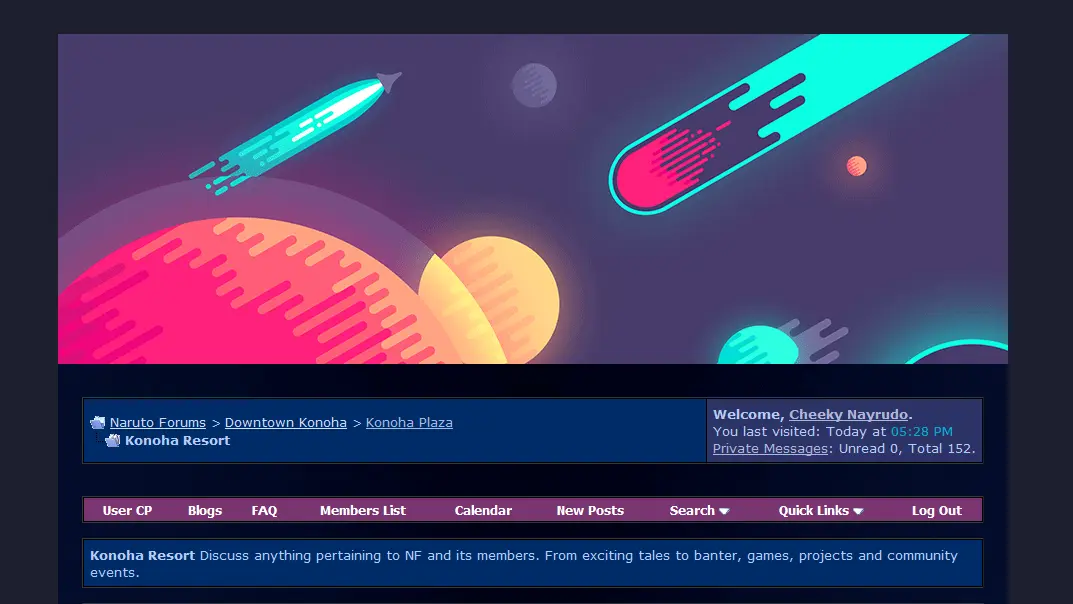 Naruto Forums > Downtown Konoha > Konoha Plaza
Konoha Resort
Welcome, Cheeky Nayrudo.
You last visited: Today at 05:28 PM
Private Messages: Unread 0, Total 152.
User CP Blogs FAQ Members List Calendar New Posts Search Quick Links Log Out
Konoha Resort Discuss anything pertaining to NF and its members. From exciting tales to banter, games, projects and community
events.